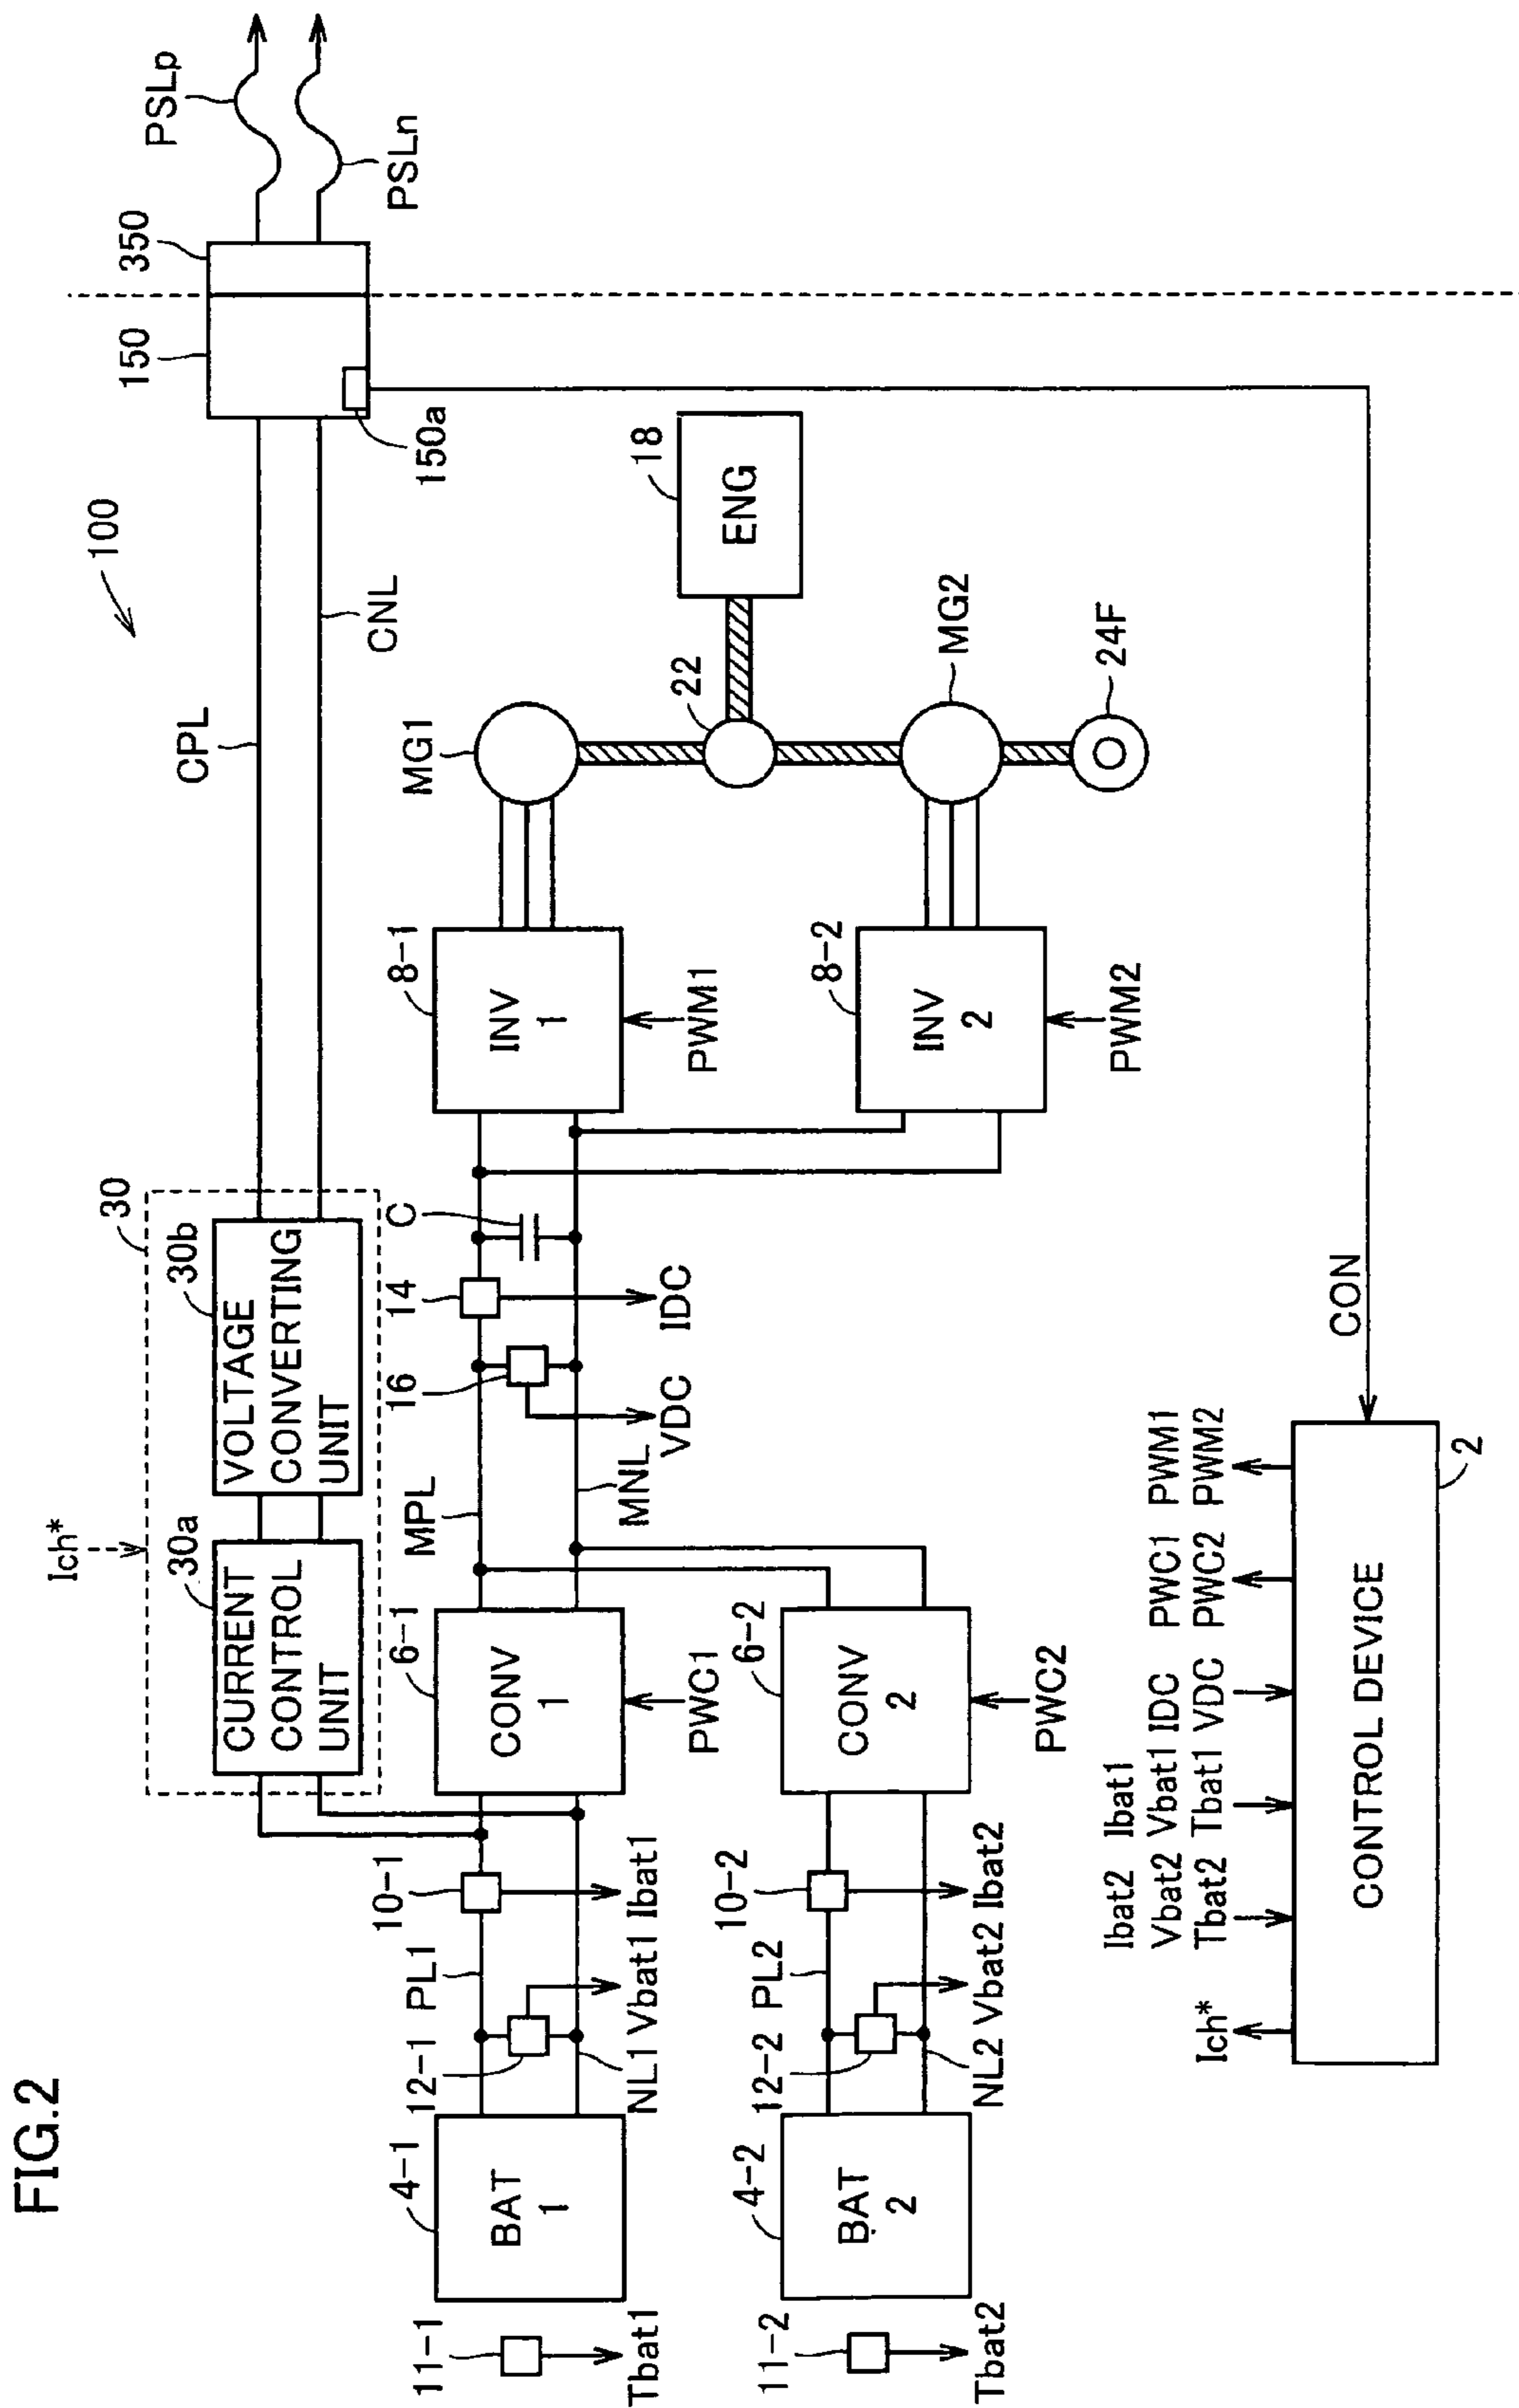 FIG.2
100
PSLp
PSLn
350
150
150a
CPL
CNL
Ich*
30
30a
CURRENT
CONTROL
UNIT
30b
VOLTAGE
CONVERTING
UNIT
11-1
Tbat1
4-1
BAT
1
12-1
NL1
Vbat1
PL1
10-1
Ibat1
6-1
CONV
1
PWC1
MPL
MNL
16
VDC
14
IDC
C
8-1
INV
1
PWM1
MG1
22
18
ENG
11-2
Tbat2
4-2
BAT
2
12-2
NL2
Vbat2
PL2
10-2
Ibat2
6-2
CONV
2
PWC2
8-2
INV
2
PWM2
MG2
24F
Ich*
Ibat2 Ibat1
Vbat2 Vbat1 IDC PWC1 PWM1
Tbat2 Tbat1 VDC PWC2 PWM2
CON
CONTROL DEVICE
2